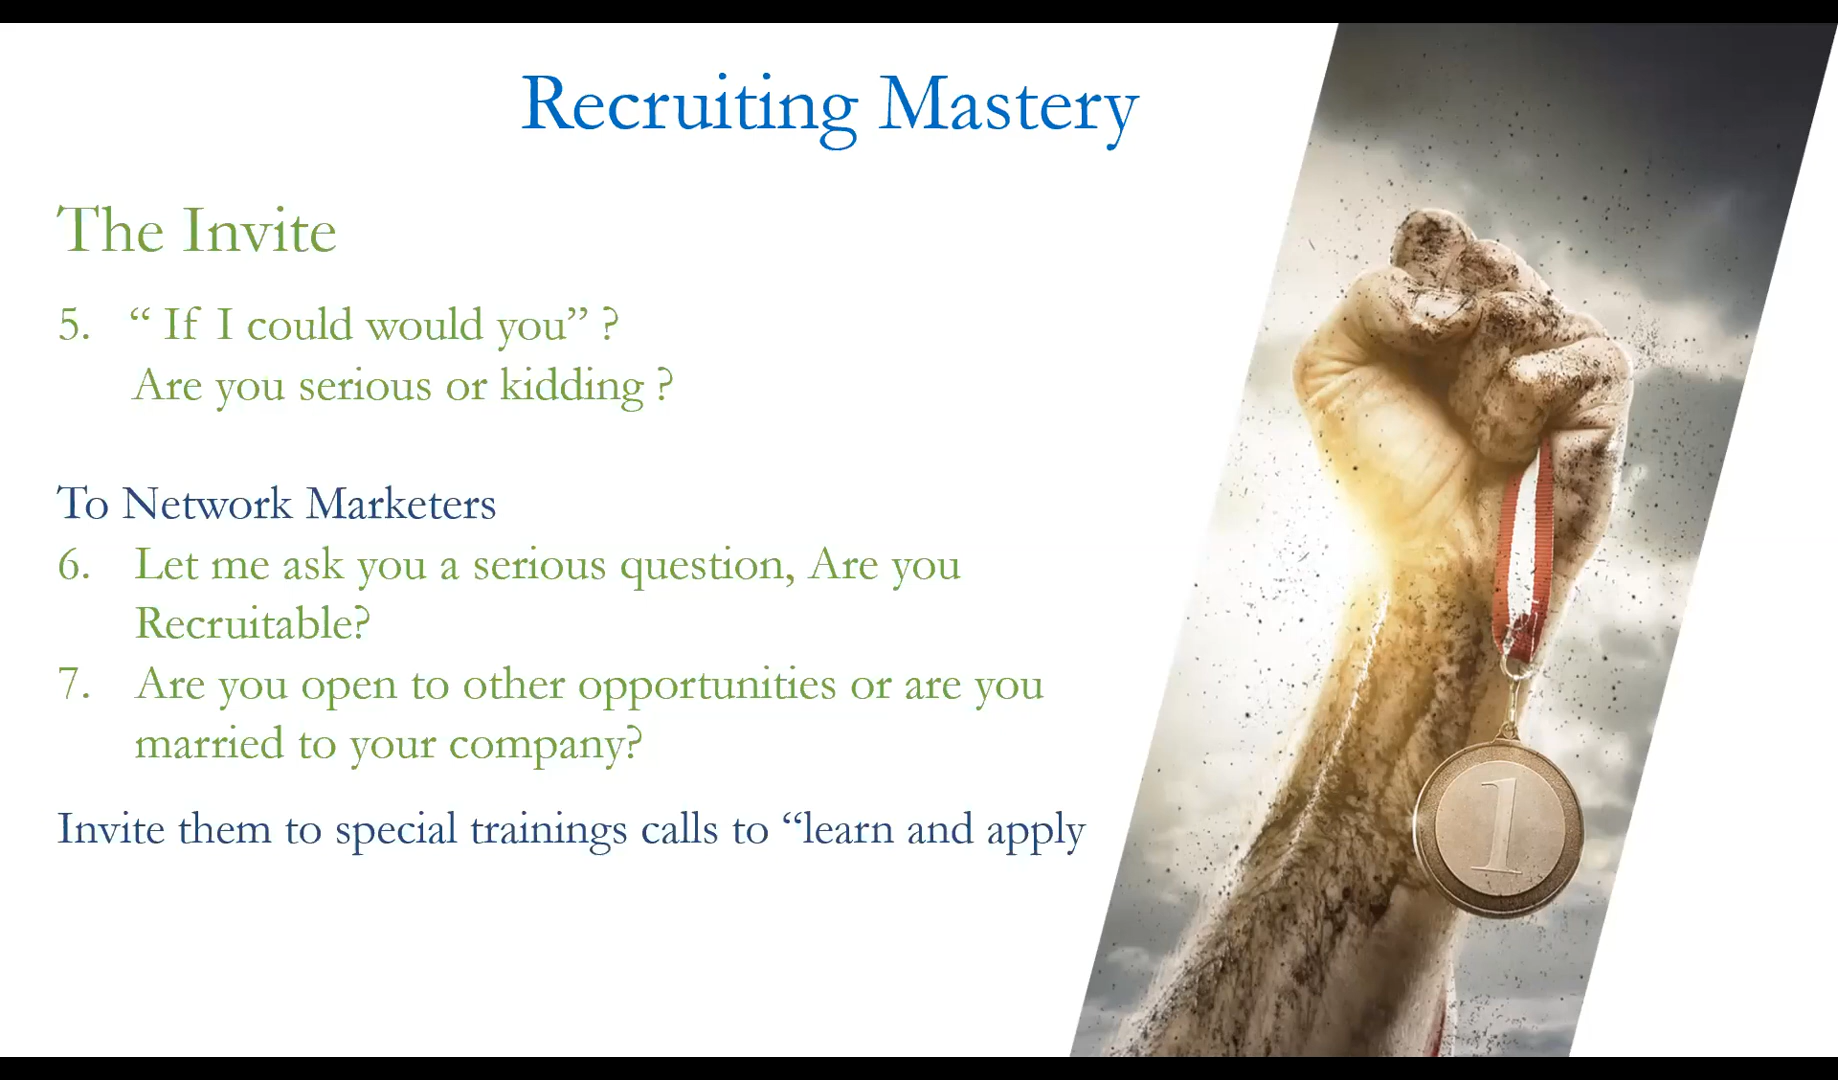 Recruiting Mastery
The Invite
5. “ If I could would you” ?
Are you serious or kidding ?
To Network Marketers
6. Let me ask you a serious question, Are you
Recruitable?
7. Are you open to other opportunities or are you
married to your company?
Invite them to special trainings calls to “learn and apply
1